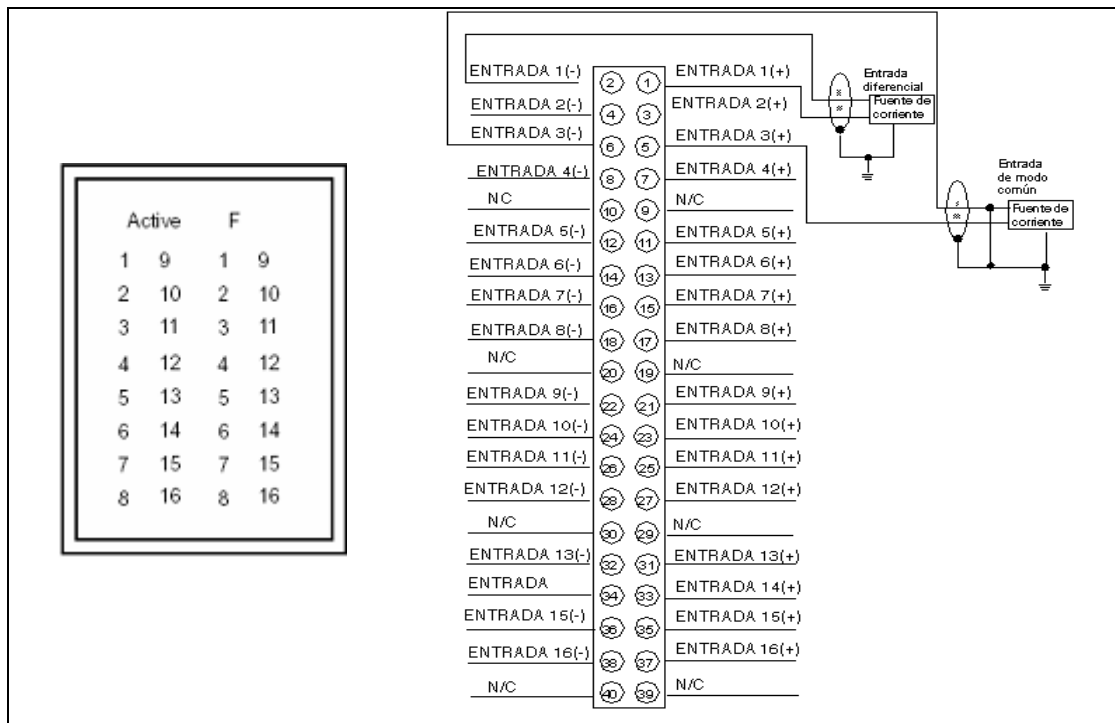 Active F
1 9 1 9
2 10 2 10
3 11 3 11
4 12 4 12
5 13 5 13
6 14 6 14
7 15 7 15
8 16 8 16
ENTRADA 1(-) 2 1 ENTRADA 1(+)
ENTRADA 2(-) 4 3 ENTRADA 2(+)
ENTRADA 3(-) 6 5 ENTRADA 3(+)
ENTRADA 4(-) 8 7 ENTRADA 4(+)
NC 10 9 N/C
ENTRADA 5(-) 12 11 ENTRADA 5(+)
ENTRADA 6(-) 14 13 ENTRADA 6(+)
ENTRADA 7(-) 16 15 ENTRADA 7(+)
ENTRADA 8(-) 18 17 ENTRADA 8(+)
N/C 20 19 N/C
ENTRADA 9(-) 22 21 ENTRADA 9(+)
ENTRADA 10(-) 24 23 ENTRADA 10(+)
ENTRADA 11(-) 26 25 ENTRADA 11(+)
ENTRADA 12(-) 28 27 ENTRADA 12(+)
N/C 30 29 N/C
ENTRADA 13(-) 32 31 ENTRADA 13(+)
ENTRADA 34 33 ENTRADA 14(+)
ENTRADA 15(-) 36 35 ENTRADA 15(+)
ENTRADA 16(-) 38 37 ENTRADA 16(+)
N/C 40 39 N/C
Entrada
diferencial
Fuente de
corriente
Entrada
de modo
común
Fuente de
corriente